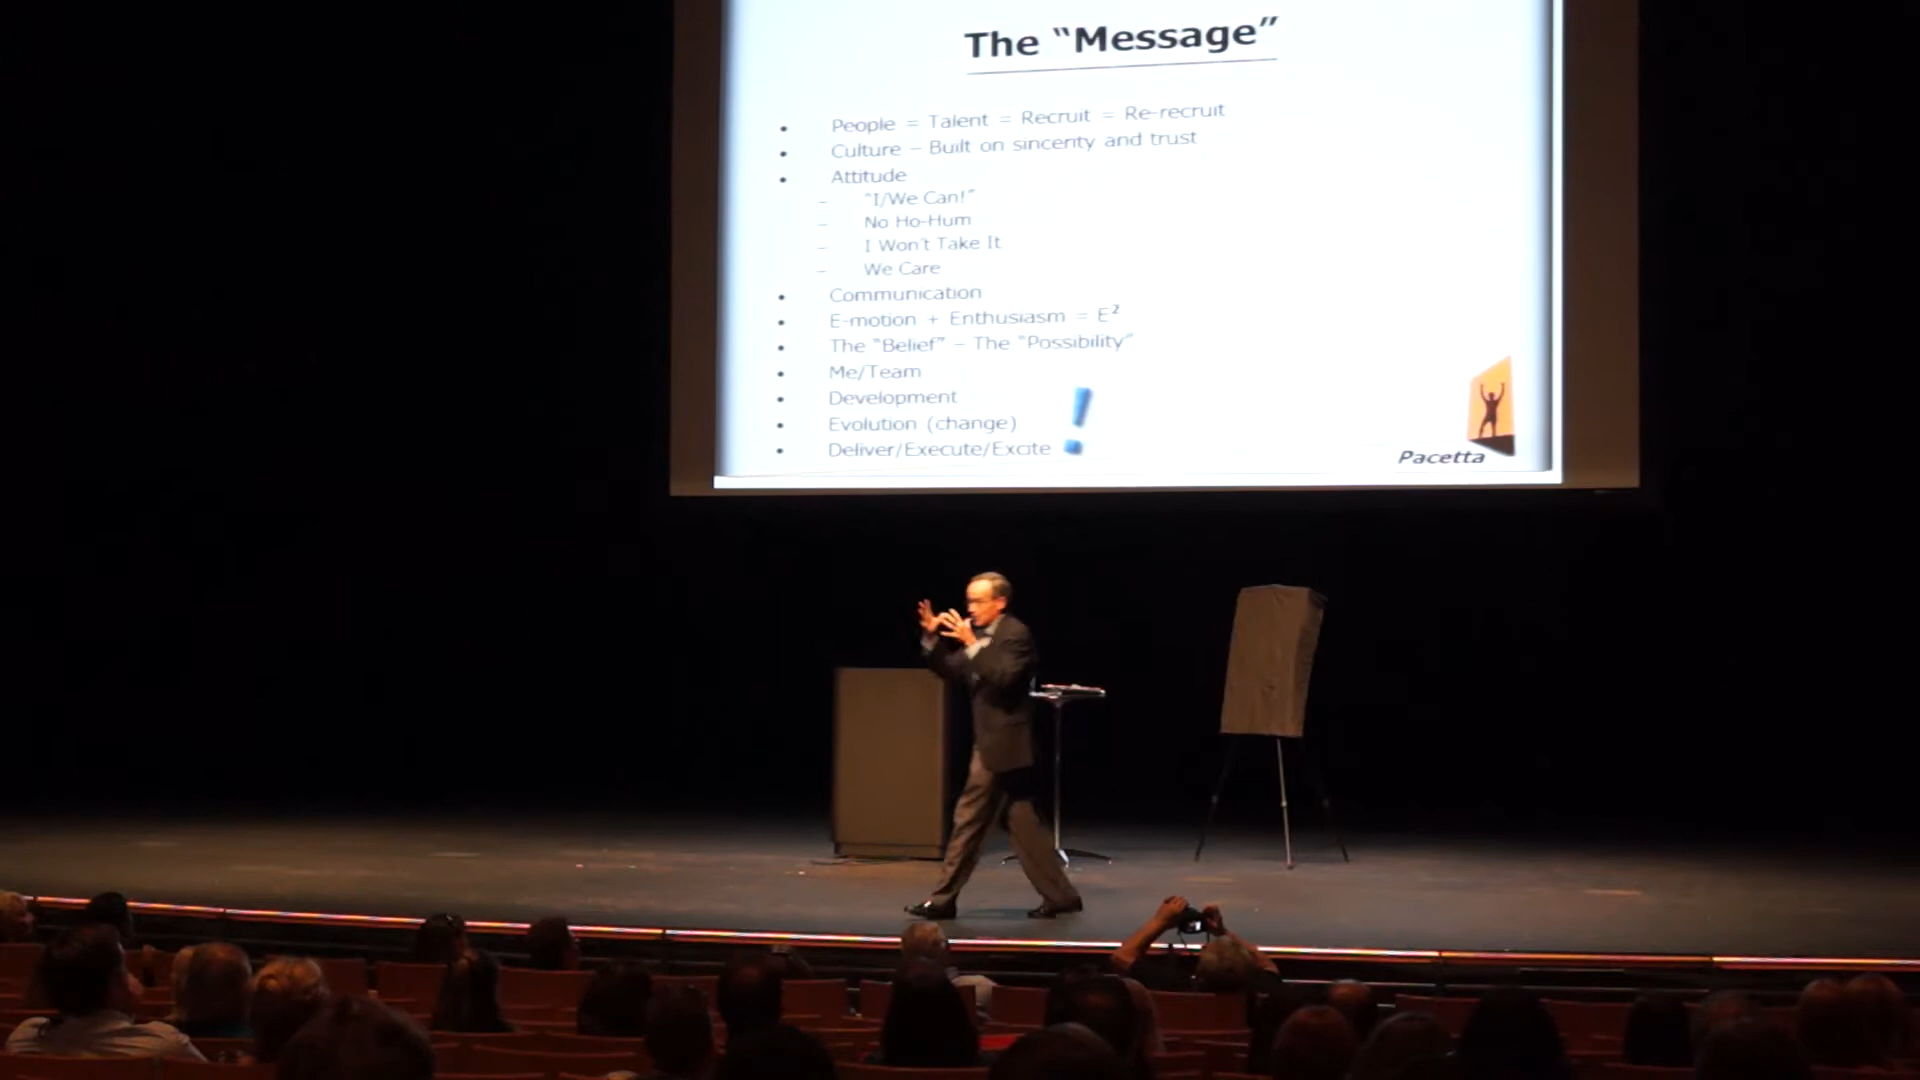 The “Message”
• People = Talent = Recruit = Re-recruit
• Culture – Built on sincerity and trust
• Attitude
– “I/We Can!”
– No Ho-Hum
– I Won’t Take It
– We Care
• Communication
• E-motion + Enthusiasm = E²
• The “Belief” – The “Possibility”
• Me/Team
• Development
• Evolution (change)
• Deliver/Execute/Excite !
Pacetta